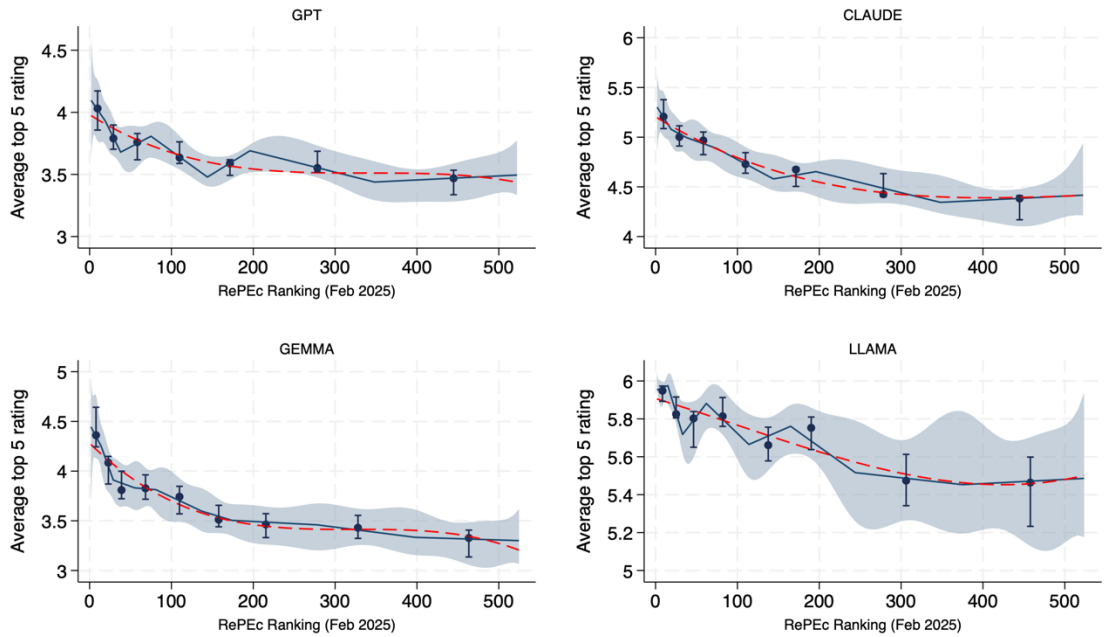 GPT
4.5
4
3.5
3
Average top 5 rating
0 100 200 300 400 500
RePEc Ranking (Feb 2025)
CLAUDE
6
5.5
5
4.5
4
Average top 5 rating
0 100 200 300 400 500
RePEc Ranking (Feb 2025)
GEMMA
5
4.5
4
3.5
3
Average top 5 rating
0 100 200 300 400 500
RePEc Ranking (Feb 2025)
LLAMA
6
5.8
5.6
5.4
5.2
5
Average top 5 rating
0 100 200 300 400 500
RePEc Ranking (Feb 2025)